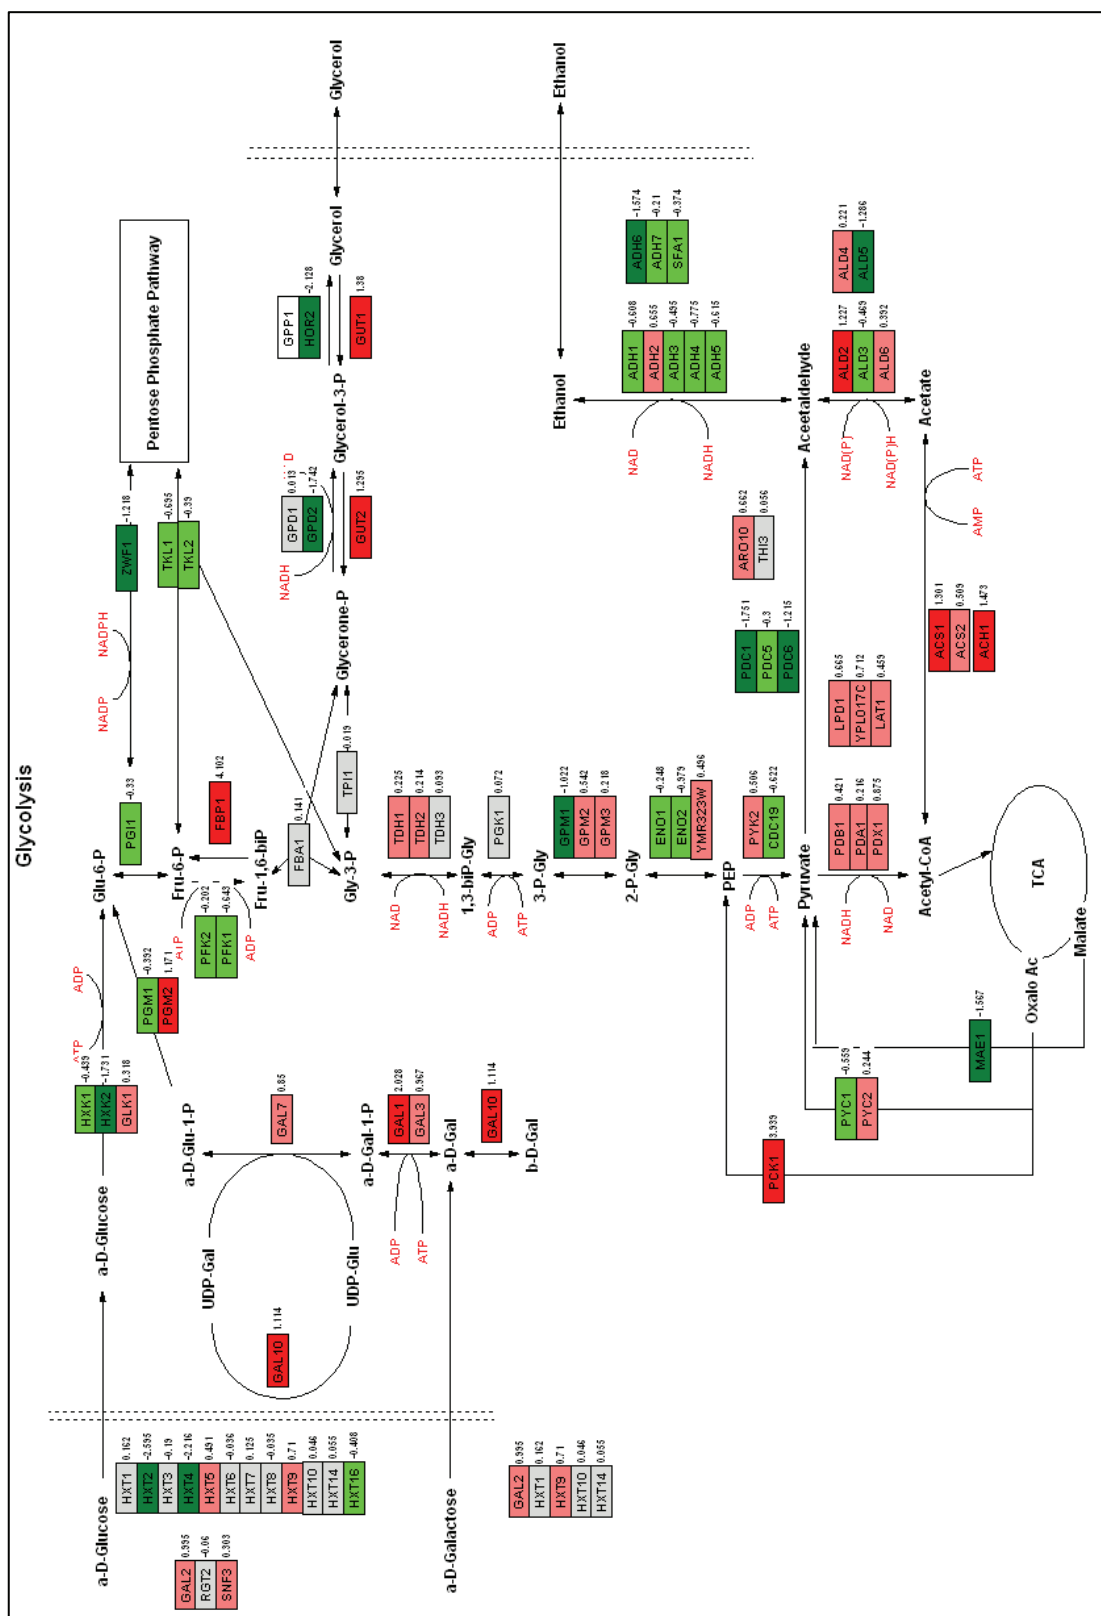 Glycolysis
a-D-Glucose
GAL2 0.995
RGT2 -0.06
SNF3 0.303
HXT1 0.162
HXT2 -2.595
HXT3 -0.19
HXT4 -2.216
HXT5 0.491
HXT6 -0.036
HXT7 0.125
HXT8 -0.035
HXT9 0.71
HXT10 0.046
HXT14 0.055
HXT16 -0.408
a-D-Glucose
HXK1 -0.439
HXK2 -1.731
GLK1 0.318
ATP
ADP
Glu-6-P
PGM1 -0.392
PGM2 1.171
a-D-Glu-1-P
GAL7 0.85
UDP-Gal
UDP-Glu
GAL10 1.114
a-D-Gal-1-P
GAL1 2.028
GAL3 0.967
ADP
ATP
a-D-Gal
GAL10 1.114
b-D-Gal
a-D-Galactose
GAL2 0.995
HXT1 0.162
HXT9 0.71
HXT10 0.046
HXT14 0.055
PGI1 -0.33
NADP
NADPH
ZWF1 -1.218
Pentose Phosphate Pathway
TKL1 -0.695
TKL2 -0.39
Fru-6-P
ATP
ADP
PFK2 -0.202
PFK1 -0.643
FBP1 4.102
Fru-1,6-biP
FBA1 0.141
Gly-3-P
TPI1 -0.019
Glycerone-P
NADH
GPD1 0.013
GPD2 -1.742
GUT2 1.295
Glycerol-3-P
GPP1
HOR2 -2.128
GUT1 1.38
Glycerol
Glycerol
TDH1 0.225
TDH2 0.214
TDH3 0.093
NAD
NADH
1,3-biP-Gly
PGK1 0.072
ADP
ATP
3-P-Gly
GPM1 -1.022
GPM2 0.542
GPM3 0.218
2-P-Gly
ENO1 -0.248
ENO2 -0.979
YMR323W 0.496
PEP
PYK2 0.506
CDC19 -0.622
ADP
ATP
Pyruvate
PDC1 -1.751
PDC5 -0.3
PDC6 -1.215
ARO10 0.662
THI3 0.056
Aceetaldehyde
ADH1 -0.608
ADH2 0.655
ADH3 -0.495
ADH4 -0.775
ADH5 -0.615
ADH6 -1.574
ADH7 -0.21
SFA1 -0.374
NAD
NADH
Ethanol
Ethanol
ALD2 1.227
ALD3 -0.469
ALD6 0.392
ALD4 0.221
ALD5 -1.286
NAD(P)
NAD(P)H
Acetate
ATP
AMP
ACS1 1.301
ACS2 0.509
ACH1 1.473
PDB1 0.421
PDA1 0.216
PDX1 0.875
LPD1 0.665
YPL017C 0.712
LAT1 0.459
NADH
NAD
Acetyl-CoA
TCA
Malate
Oxalo Ac
MAE1 -1.567
PYC1 -0.559
PYC2 0.244
PCK1 3.939